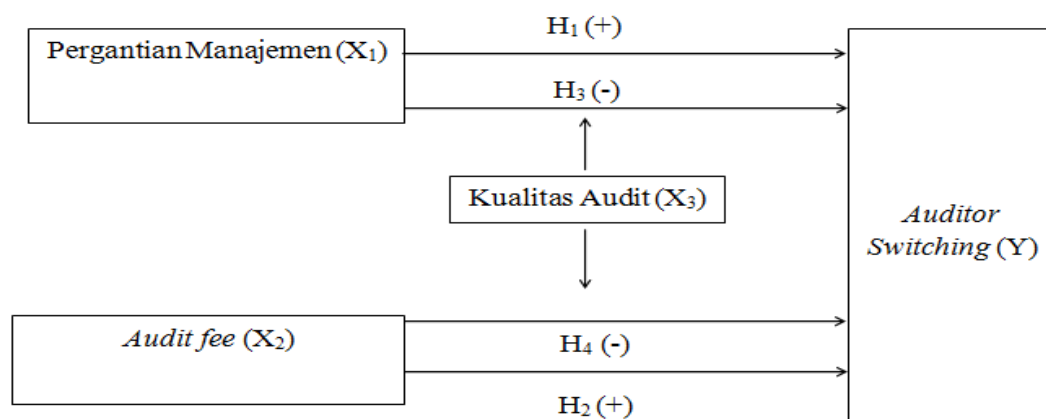 H₁ (+)
Pergantian Manajemen (X₁)
H₃ (-)
Kualitas Audit (X₃)
Auditor
Switching (Y)
Audit fee (X₂)
H₄ (-)
H₂ (+)